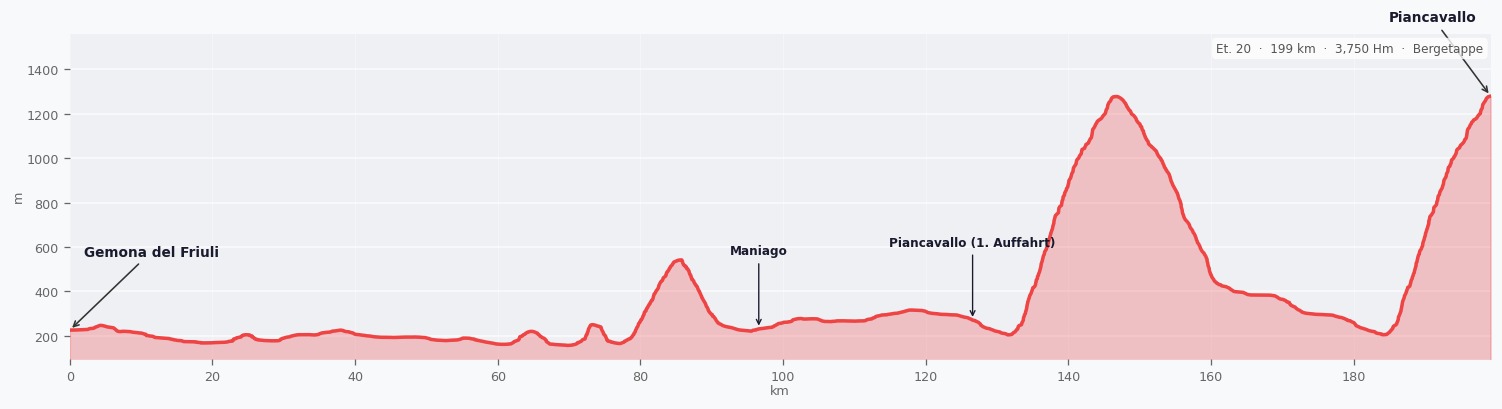 Piancavallo
Et. 20 · 199 km · 3,750 Hm · Bergetappe
1400
1200
1000
800
600
400
200
m
Gemona del Friuli
Maniago
Piancavallo (1. Auffahrt)
0 20 40 60 80 100 120 140 160 180
km